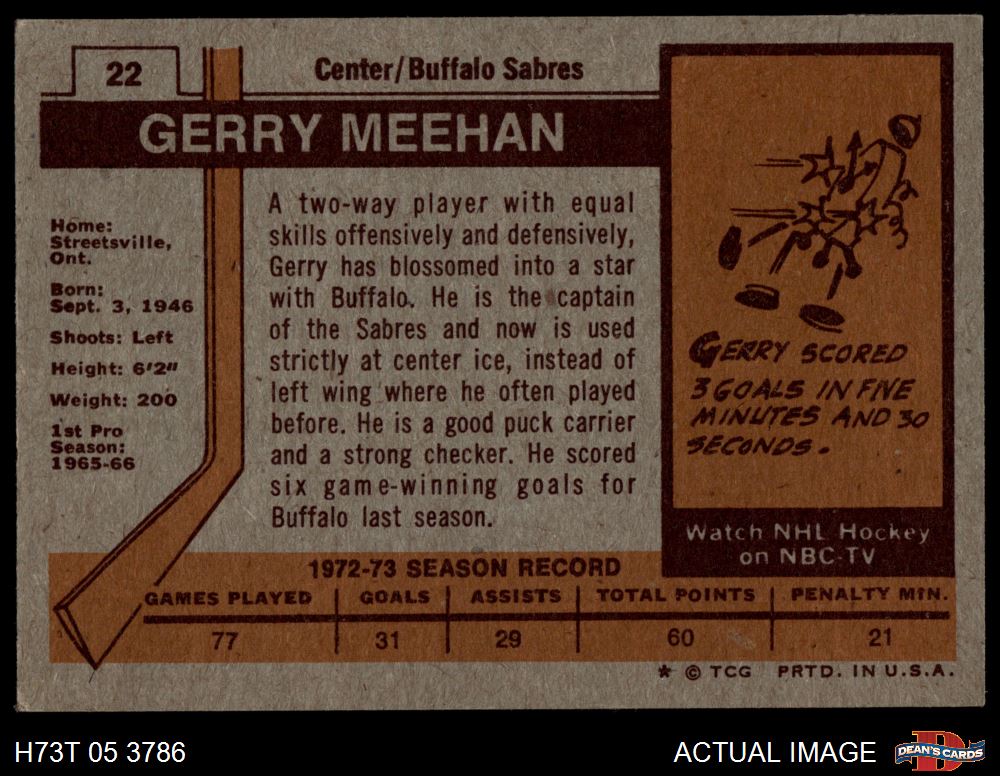 22
Center/Buffalo Sabres
GERRY MEEHAN
Home:
Streetsville,
Ont.
Born:
Sept. 3, 1946
Shoots: Left
Height: 6'2"
Weight: 200
1st Pro
Season:
1965-66
A two-way player with equal
skills offensively and defensively,
Gerry has blossomed into a star
with Buffalo. He is the captain
of the Sabres and now is used
strictly at center ice, instead of
left wing where he often played
before. He is a good puck carrier
and a strong checker. He scored
six game-winning goals for
Buffalo last season.
GERRY SCORED
3 GOALS IN FIVE
MINUTES AND 30
SECONDS.
Watch NHL Hockey
on NBC-TV
1972-73 SEASON RECORD
GAMES PLAYED GOALS ASSISTS TOTAL POINTS PENALTY MIN.
77 31 29 60 21
* © TCG PRTD. IN U.S.A.
H73T 05 3786
ACTUAL IMAGE
D
DEAN'S CARDS